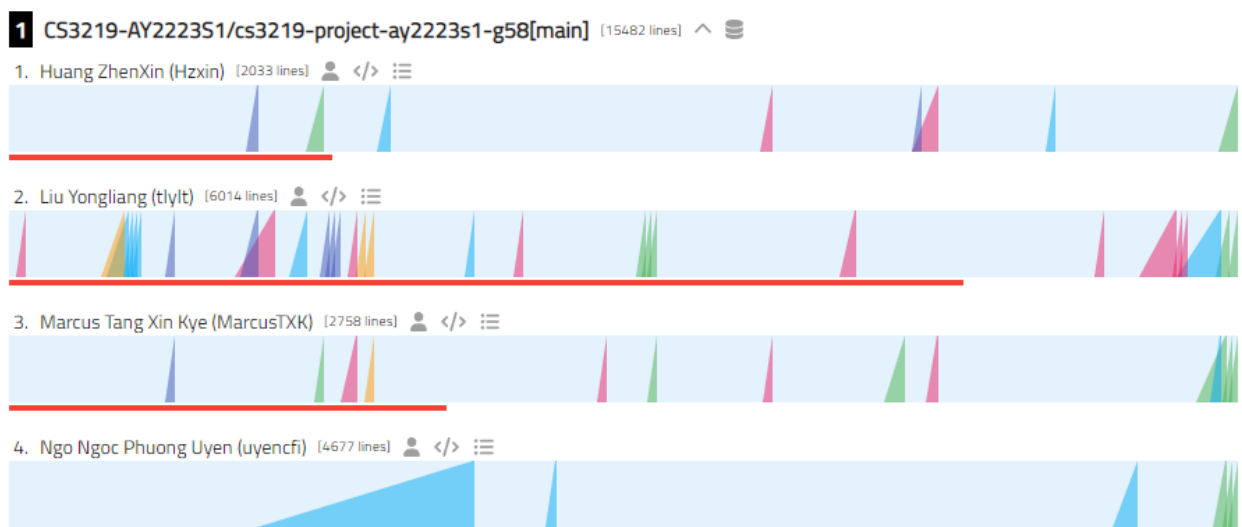 1 CS3219-AY2223S1/cs3219-project-ay2223s1-g58[main] [15482 lines]
1. Huang ZhenXin (Hzxin) [2033 lines] </>
2. Liu Yongliang (tlylt) [6014 lines] </>
3. Marcus Tang Xin Kye (MarcusTXK) [2758 lines] </>
4. Ngo Ngoc Phuong Uyen (uyencfi) [4677 lines] </>